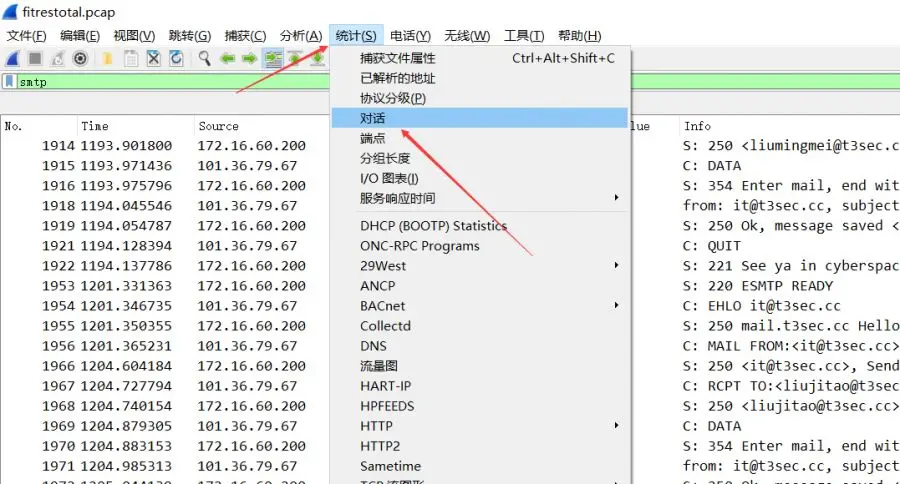 fitrestotal.pcap
文件(F) 编辑(E) 视图(V) 跳转(G) 捕获(C) 分析(A) 统计(S) 电话(Y) 无线(W) 工具(T) 帮助(H)
smtp
捕获文件属性 Ctrl+Alt+Shift+C
已解析的地址
协议分级(P)
对话
端点
分组长度
I/O 图表(I)
服务响应时间
DHCP (BOOTP) Statistics
ONC-RPC Programs
29West
ANCP
BACnet
Collectd
DNS
流量图
HART-IP
HPFEEDS
HTTP
HTTP2
Sametime
No. Time Source lue Info
1914 1193.901800 172.16.60.200 S: 250 <liumingmei@t3sec.c
1915 1193.971436 101.36.79.67 C: DATA
1916 1193.975796 172.16.60.200 S: 354 Enter mail, end wit
1918 1194.045546 101.36.79.67 from: it@t3sec.cc, subject
1919 1194.054787 172.16.60.200 S: 250 Ok, message saved <
1921 1194.128394 101.36.79.67 C: QUIT
1922 1194.137786 172.16.60.200 S: 221 See ya in cyberspac
1953 1201.331363 172.16.60.200 S: 220 ESMTP READY
1954 1201.346735 101.36.79.67 C: EHLO it@t3sec.cc
1955 1201.350355 172.16.60.200 S: 250 mail.t3sec.cc Hello
1956 1201.365231 101.36.79.67 C: MAIL FROM:<it@t3sec.cc>
1966 1204.604184 172.16.60.200 S: 250 <it@t3sec.cc>, Send
1967 1204.727794 101.36.79.67 C: RCPT TO:<liujitao@t3sec
1968 1204.740154 172.16.60.200 S: 250 <liujitao@t3sec.cc>
1969 1204.879305 101.36.79.67 C: DATA
1970 1204.883153 172.16.60.200 S: 354 Enter mail, end wit
1971 1204.985313 101.36.79.67 from: it@t3sec.cc, subject